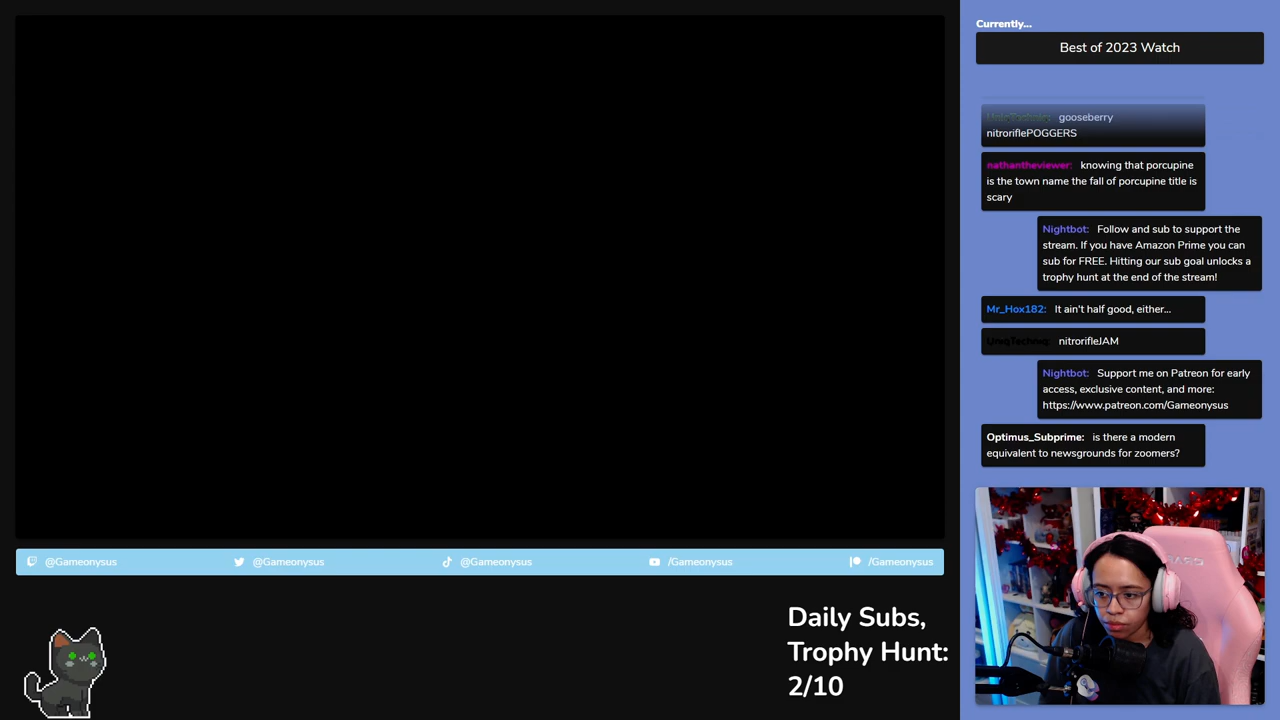 Currently...
Best of 2023 Watch
gooseberry
nitroriflePOGGERS
nathantheviewer: knowing that porcupine
is the town name the fall of porcupine title is
scary
Nightbot: Follow and sub to support the
stream. If you have Amazon Prime you can
sub for FREE. Hitting our sub goal unlocks a
trophy hunt at the end of the stream!
Mr_Hox182: It ain't half good, either...
nitrorifleJAM
Nightbot: Support me on Patreon for early
access, exclusive content, and more:
https://www.patreon.com/Gameonysus
Optimus_Subprime: is there a modern
equivalent to newsgrounds for zoomers?
@Gameonysus
@Gameonysus
@Gameonysus
/Gameonysus
/Gameonysus
Daily Subs,
Trophy Hunt:
2/10